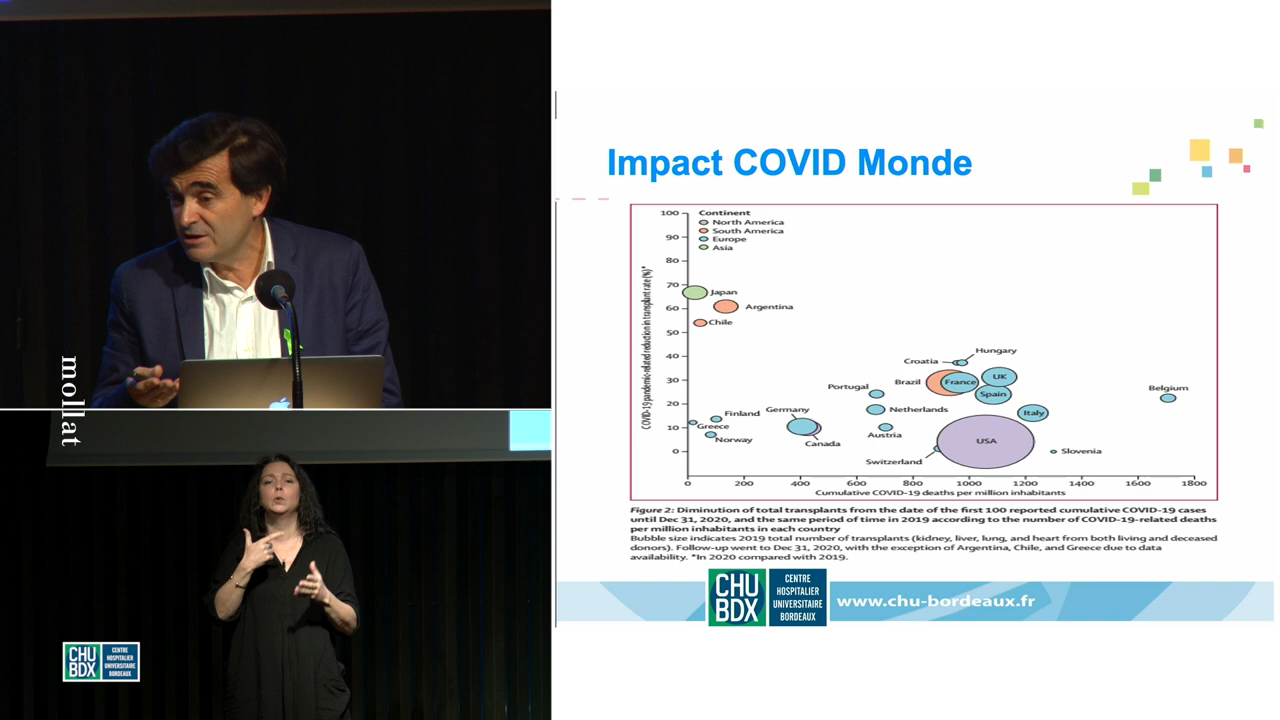 mollat
CHU
BDX
CENTRE
HOSPITALIER
UNIVERSITAIRE
BORDEAUX
Impact COVID Monde
COVID-19 pandemic-related reduction in transplant rate (%)*
100
90
80
70
60
50
40
30
20
10
0
Continent
North America
South America
Europe
Asia
Japan
Argentina
Chile
Hungary
Croatia
Brazil
France
UK
Spain
Portugal
Belgium
Netherlands
Italy
Finland
Germany
Greece
Norway
Canada
Austria
USA
Switzerland
Slovenia
0 200 400 600 800 1000 1200 1400 1600 1800
Cumulative COVID-19 deaths per million inhabitants
Figure 2: Diminution of total transplants from the date of the first 100 reported cumulative COVID-19 cases
until Dec 31, 2020, and the same period of time in 2019 according to the number of COVID-19-related deaths
per million inhabitants in each country
Bubble size indicates 2019 total number of transplants (kidney, liver, lung, and heart from both living and deceased
donors). Follow-up went to Dec 31, 2020, with the exception of Argentina, Chile, and Greece due to data
availability. *In 2020 compared with 2019.
CHU
BDX
CENTRE
HOSPITALIER
UNIVERSITAIRE
BORDEAUX
www.chu-bordeaux.fr